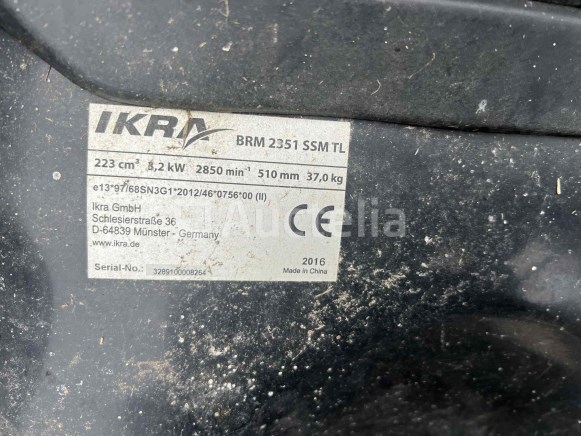 IKRA
BRM 2351 SSM TL
223 cm³ 3,2 kW 2850 min⁻¹ 510 mm 37,0 kg
e13*97/68SN3G1*2012/46*0756*00 (II)
Ikra GmbH
Schlesierstraße 36
D-64839 Münster - Germany
www.ikra.de
CE
2016
Serial-No.: 3289100008264
Made in China